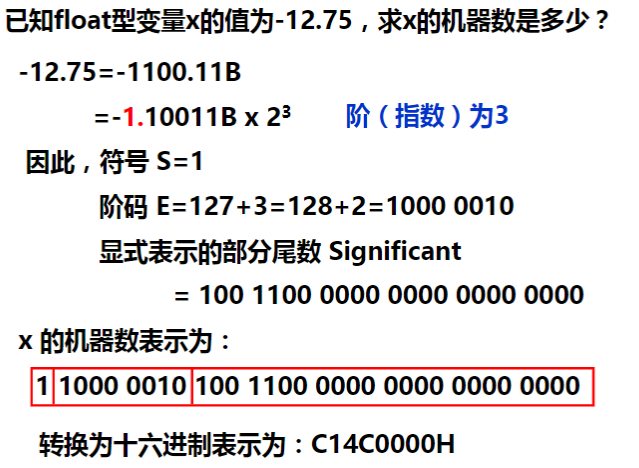 已知float型变量x的值为-12.75，求x的机器数是多少？
-12.75=-1100.11B
=-1.10011B x 2³ 阶（指数）为3
因此，符号 S=1
阶码 E=127+3=128+2=1000 0010
显式表示的部分尾数 Significant
= 100 1100 0000 0000 0000 0000
x 的机器数表示为：
1 1000 0010 100 1100 0000 0000 0000 0000
转换为十六进制表示为：C14C0000H